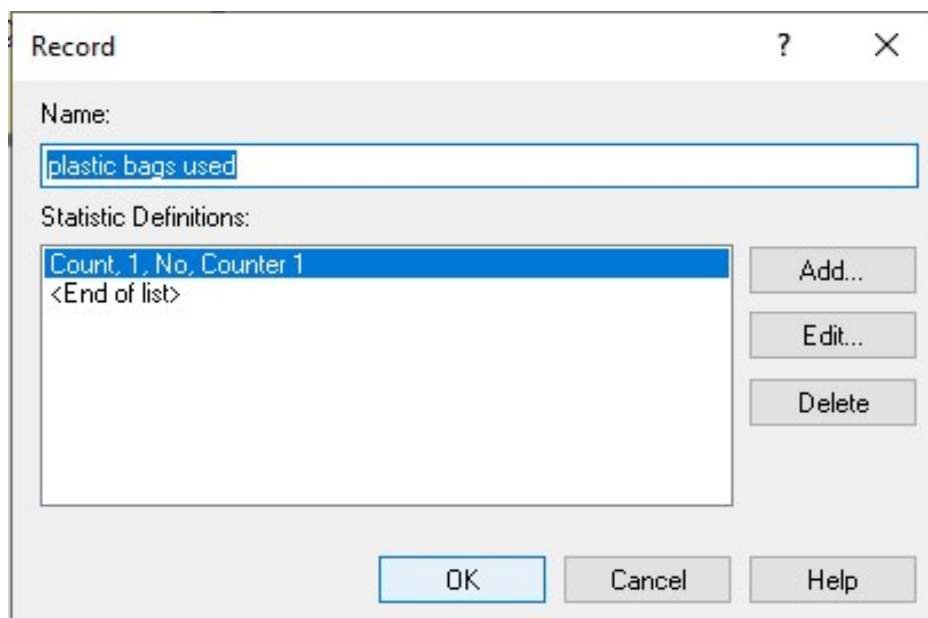 Record
?
Name:
plastic bags used
Statistic Definitions:
Count, 1, No, Counter 1
<End of list>
Add...
Edit...
Delete
OK
Cancel
Help